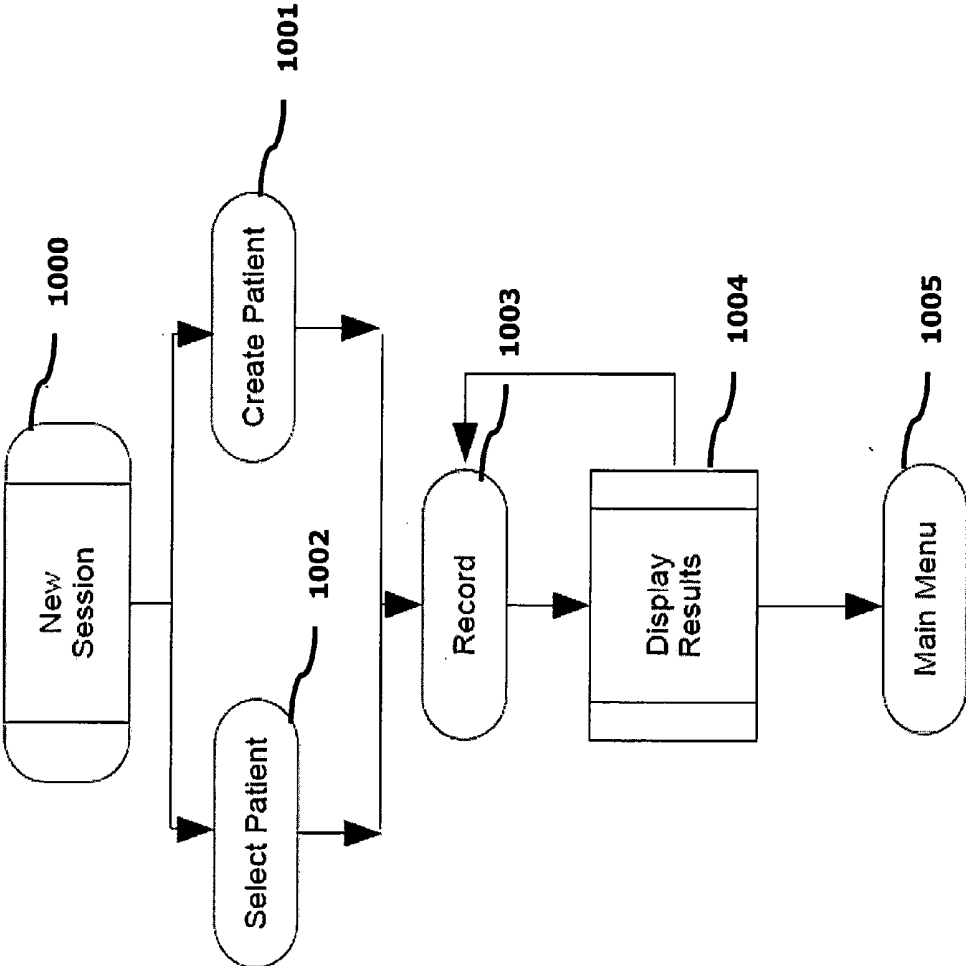 New
Session
1000
Select Patient
1002
Create Patient
1001
Record
1003
Display
Results
1004
Main Menu
1005